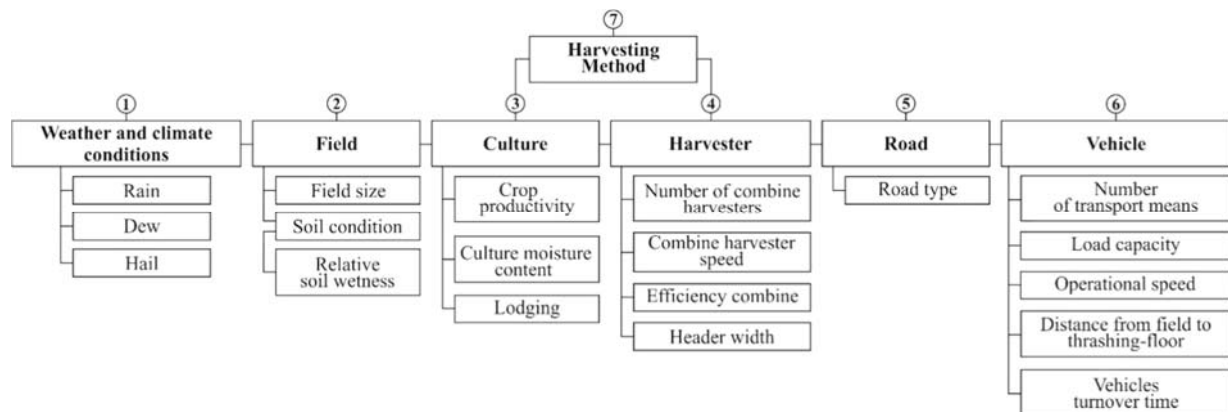 ⑦
Harvesting
Method
①
Weather and climate
conditions
Rain
Dew
Hail
②
Field
Field size
Soil condition
Relative
soil wetness
③
Culture
Crop
productivity
Culture moisture
content
Lodging
④
Harvester
Number of combine
harvesters
Combine harvester
speed
Efficiency combine
Header width
⑤
Road
Road type
⑥
Vehicle
Number
of transport means
Load capacity
Operational speed
Distance from field to
thrashing-floor
Vehicles
turnover time